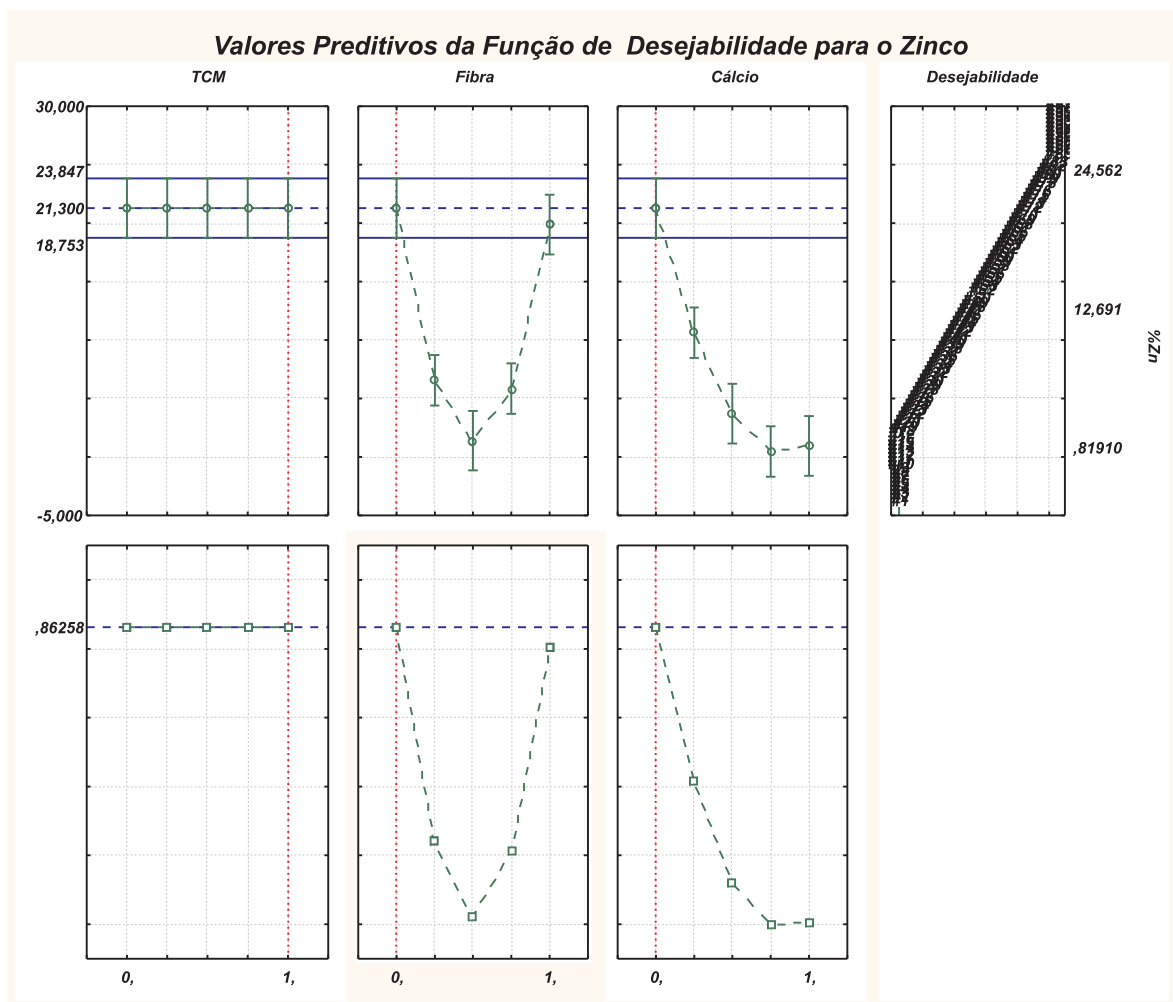 Valores Preditivos da Função de Desejabilidade para o Zinco
TCM
Fibra
Cálcio
Desejabilidade
30,000
23,847
21,300
18,753
-5,000
24,562
12,691
,81910
%Zn
,86258
0,
1,
0,
1,
0,
1,